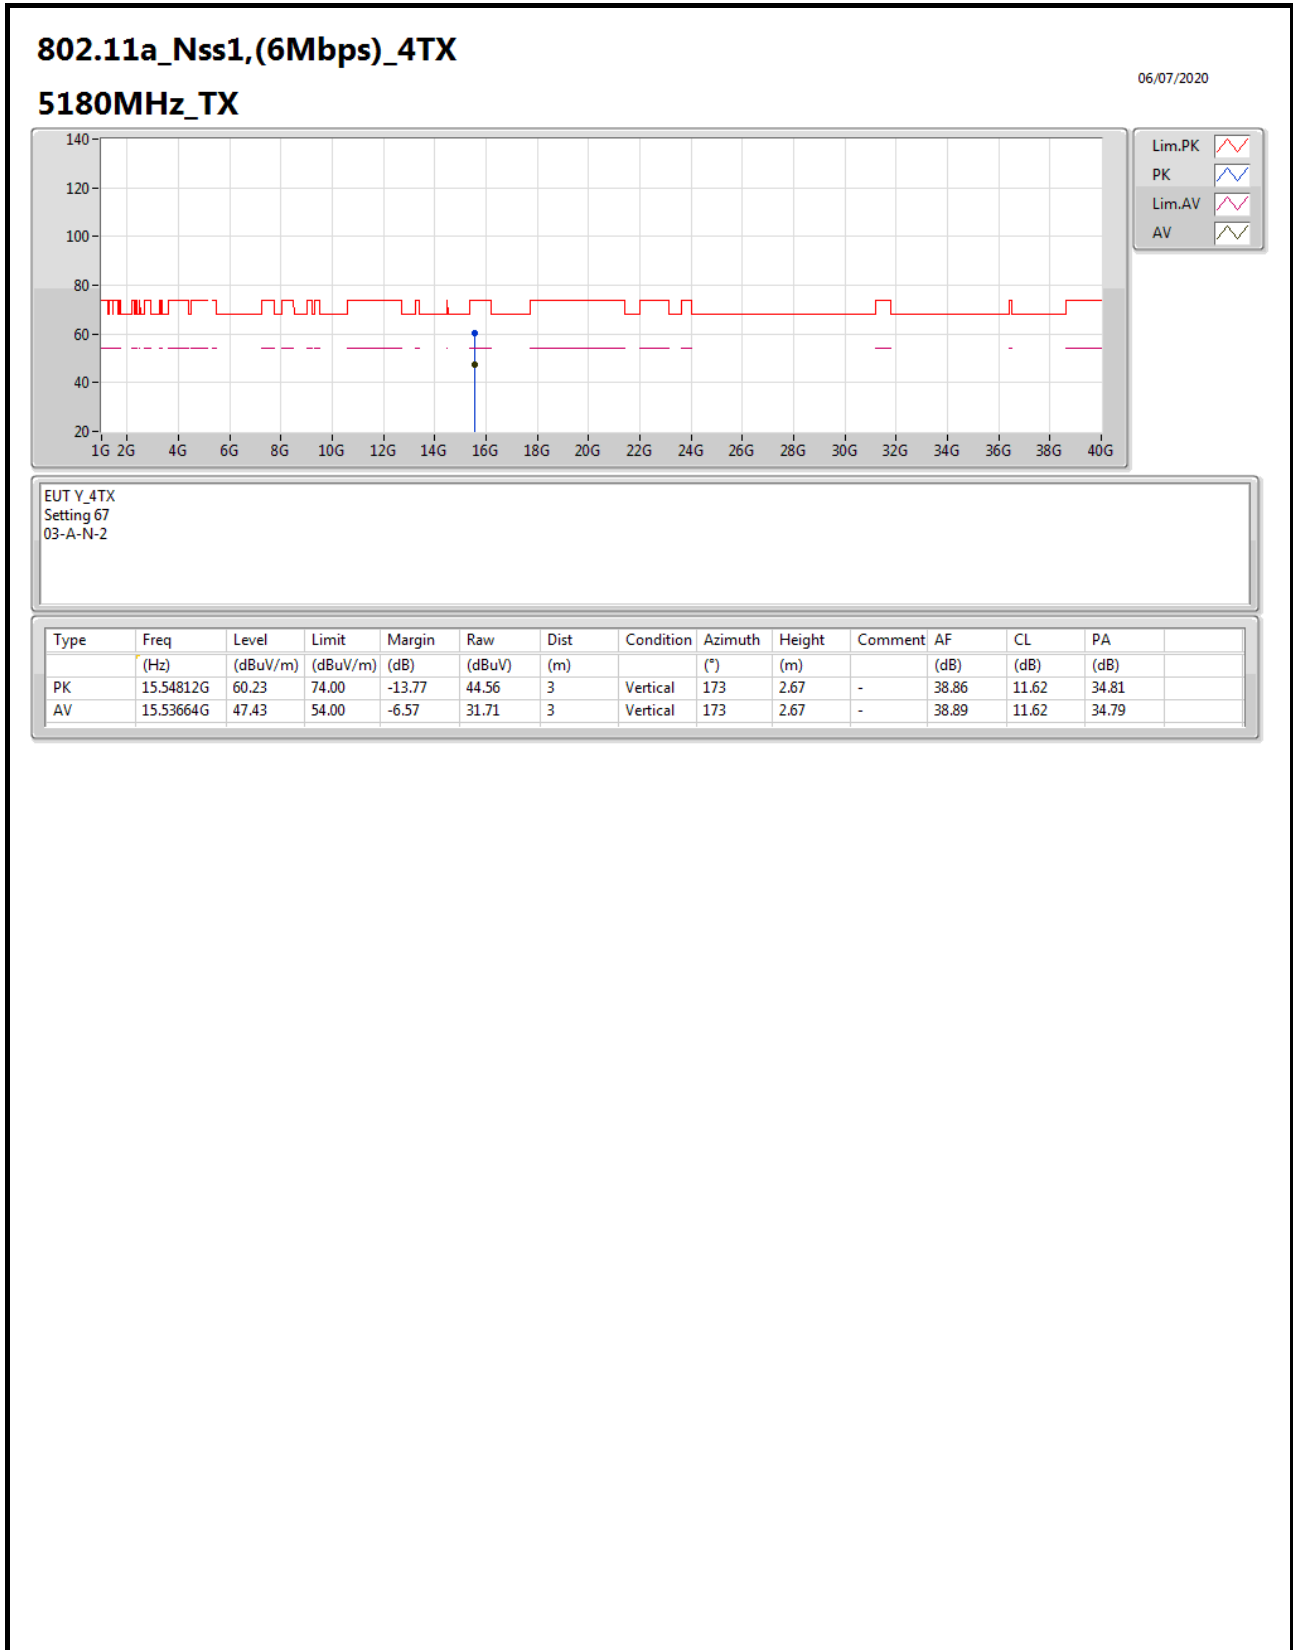 802.11a_Nss1,(6Mbps)_4TX
06/07/2020
5180MHz_TX
140
120
100
80
60
40
20
1G 2G 4G 6G 8G 10G 12G 14G 16G 18G 20G 22G 24G 26G 28G 30G 32G 34G 36G 38G 40G
Lim.PK
PK
Lim.AV
AV
EUT Y_4TX
Setting 67
03-A-N-2
Type Freq Level Limit Margin Raw Dist Condition Azimuth Height Comment AF CL PA
(Hz) (dBuV/m) (dBuV/m) (dB) (dBuV) (m) (°) (m) (dB) (dB) (dB)
PK 15.54812G 60.23 74.00 -13.77 44.56 3 Vertical 173 2.67 - 38.86 11.62 34.81
AV 15.53664G 47.43 54.00 -6.57 31.71 3 Vertical 173 2.67 - 38.89 11.62 34.79